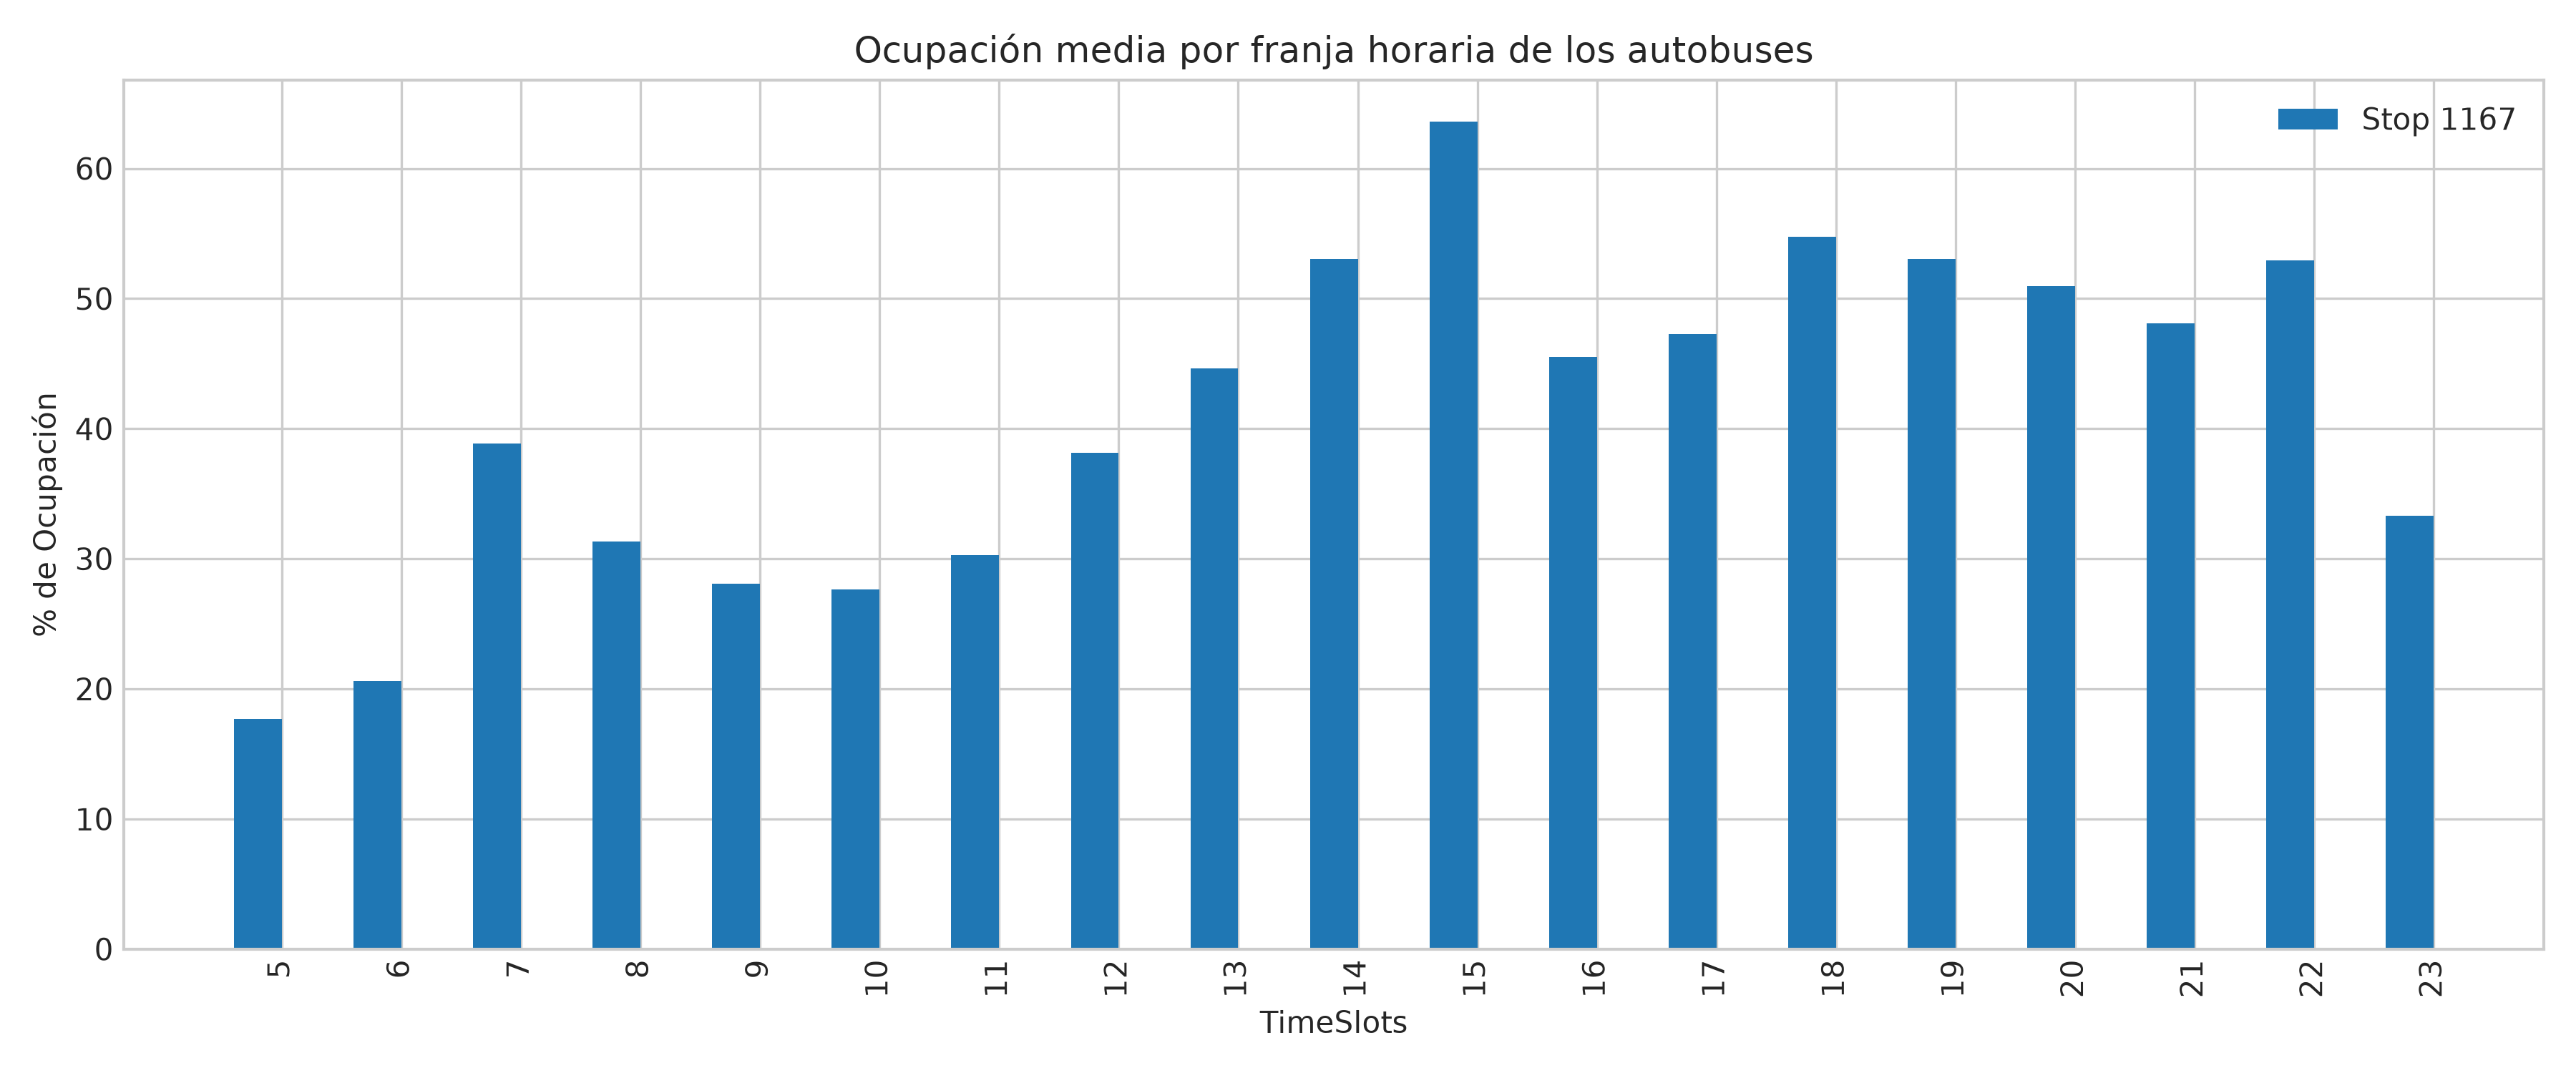 Ocupación media por franja horaria de los autobuses
Stop 1167
% de Ocupación
60
50
40
30
20
10
0
5 6 7 8 9 10 11 12 13 14 15 16 17 18 19 20 21 22 23
TimeSlots